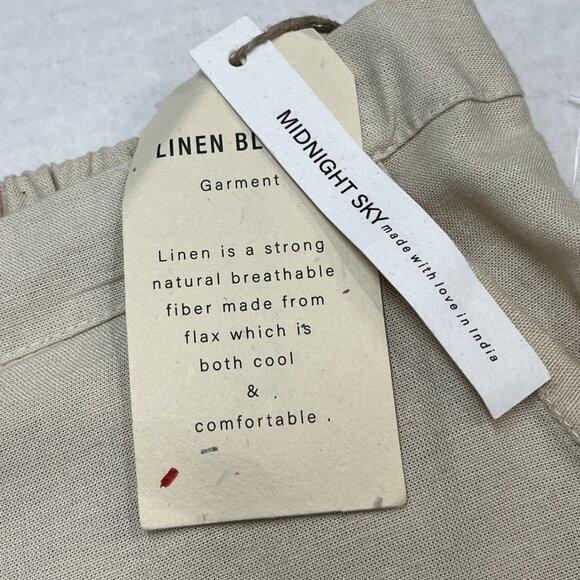 LINEN BL
Garment
Linen is a strong
natural breathable
fiber made from
flax which is
both cool
&
comfortable .
MIDNIGHT SKY
made with love in India